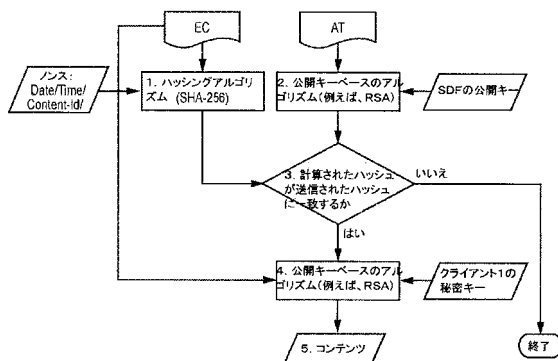 EC
AT
ノンス:
Date/Time/
Content-Id/
1. ハッシングアルゴリ
ズム (SHA-256)
2. 公開キーベースのアル
ゴリズム(例えば、RSA)
SDFの公開キー
3. 計算されたハッシュ
が送信されたハッシュ
に一致するか
いいえ
はい
4. 公開キーベースのアル
ゴリズム(例えば、RSA)
クライアント1の
秘密キー
5. コンテンツ
終了